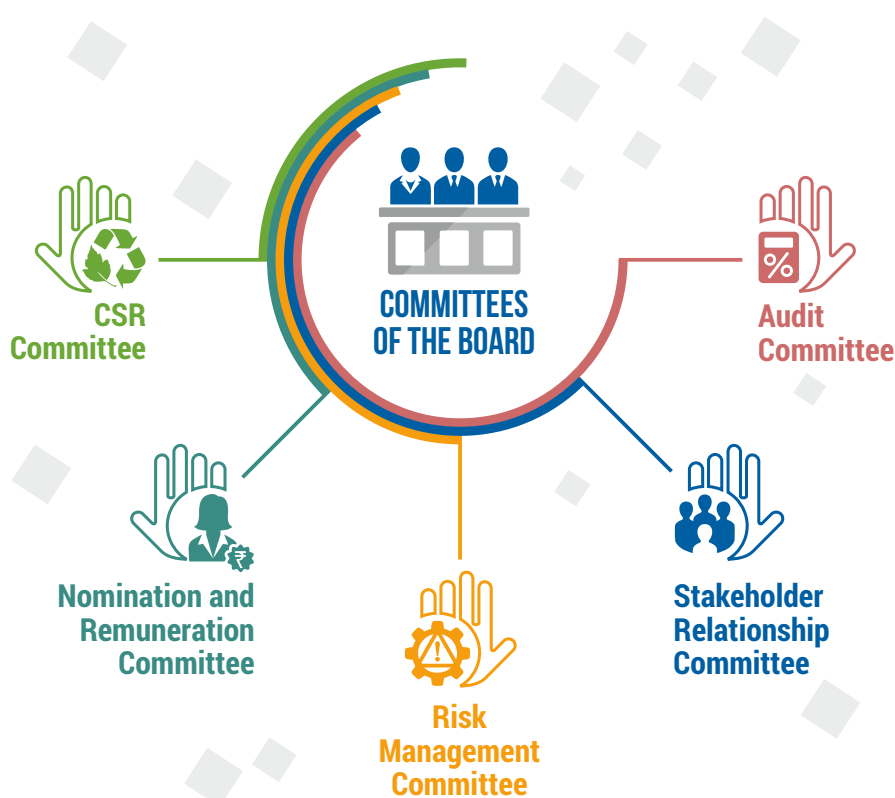 COMMITTEES
OF THE BOARD
CSR
Committee
Audit
Committee
Nomination and
Remuneration
Committee
Stakeholder
Relationship
Committee
Risk
Management
Committee
%
₹
!